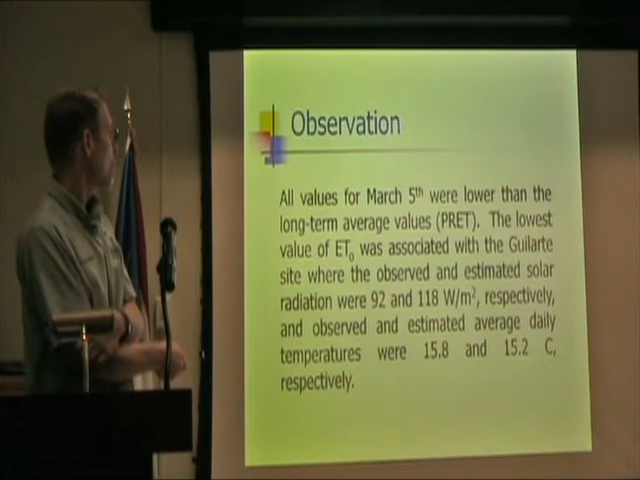 Observation
All values for March 5th were lower than the
long-term average values (PRET). The lowest
value of ET0 was associated with the Guilarte
site where the observed and estimated solar
radiation were 92 and 118 W/m2, respectively,
and observed and estimated average daily
temperatures were 15.8 and 15.2 C,
respectively.